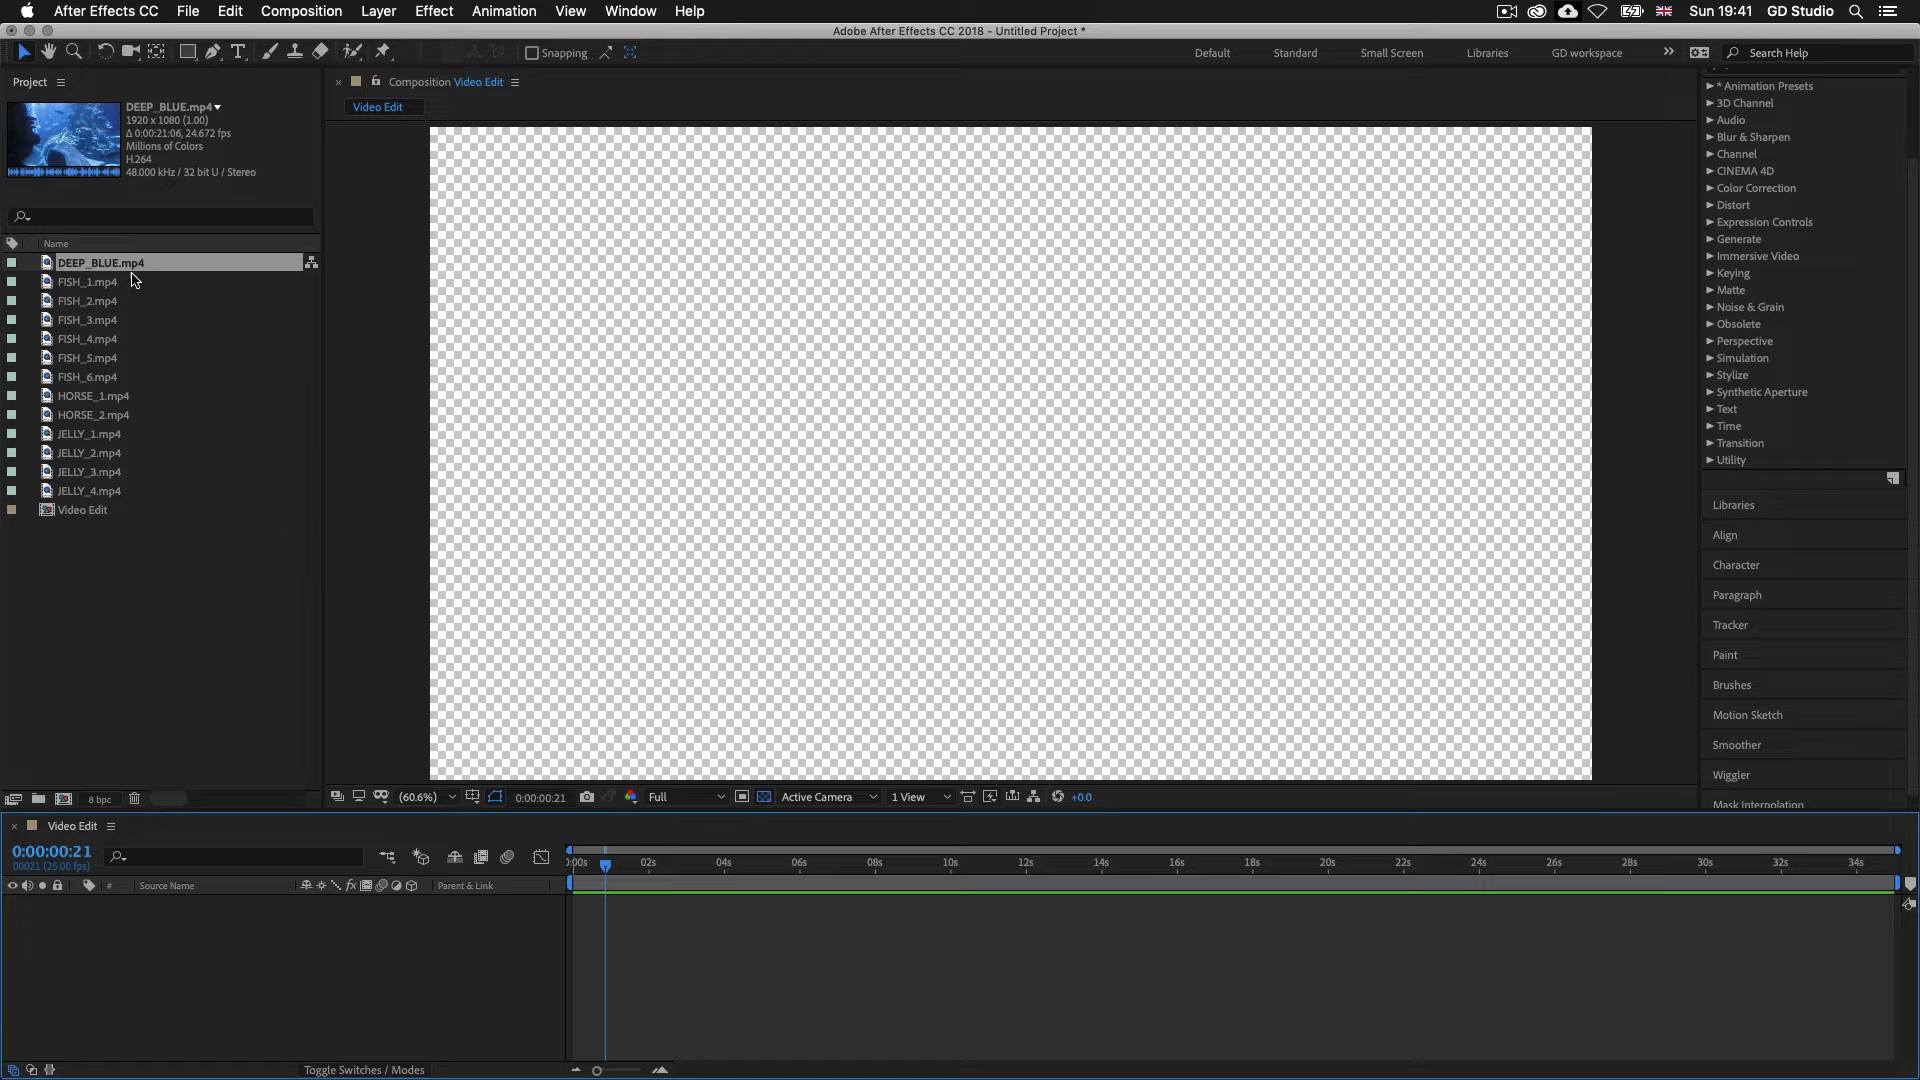 After Effects CC File Edit Composition Layer Effect Animation View Window Help Sun 19:41 GD Studio
Adobe After Effects CC 2018 - Untitled Project *
Snapping Default Standard Small Screen Libraries GD workspace Search Help
Project
DEEP_BLUE.mp4
1920 x 1080 (1.00)
Δ 0:00:21:06, 24.672 fps
Millions of Colors
H.264
48.000 kHz / 32 bit U / Stereo
Name
DEEP_BLUE.mp4
FISH_1.mp4
FISH_2.mp4
FISH_3.mp4
FISH_4.mp4
FISH_5.mp4
FISH_6.mp4
HORSE_1.mp4
HORSE_2.mp4
JELLY_1.mp4
JELLY_2.mp4
JELLY_3.mp4
JELLY_4.mp4
Video Edit
8 bpc
Composition Video Edit
Video Edit
(60.6%) 0:00:00:21 Full Active Camera 1 View +0.0
* Animation Presets
3D Channel
Audio
Blur & Sharpen
Channel
CINEMA 4D
Color Correction
Distort
Expression Controls
Generate
Immersive Video
Keying
Matte
Noise & Grain
Obsolete
Perspective
Simulation
Stylize
Synthetic Aperture
Text
Time
Transition
Utility
Libraries
Align
Character
Paragraph
Tracker
Paint
Brushes
Motion Sketch
Smoother
Wiggler
Mask Interpolation
Video Edit
0:00:00:21
00021 (25.00 fps)
# Source Name Parent & Link
):00s 02s 04s 06s 08s 10s 12s 14s 16s 18s 20s 22s 24s 26s 28s 30s 32s 34s
Toggle Switches / Modes